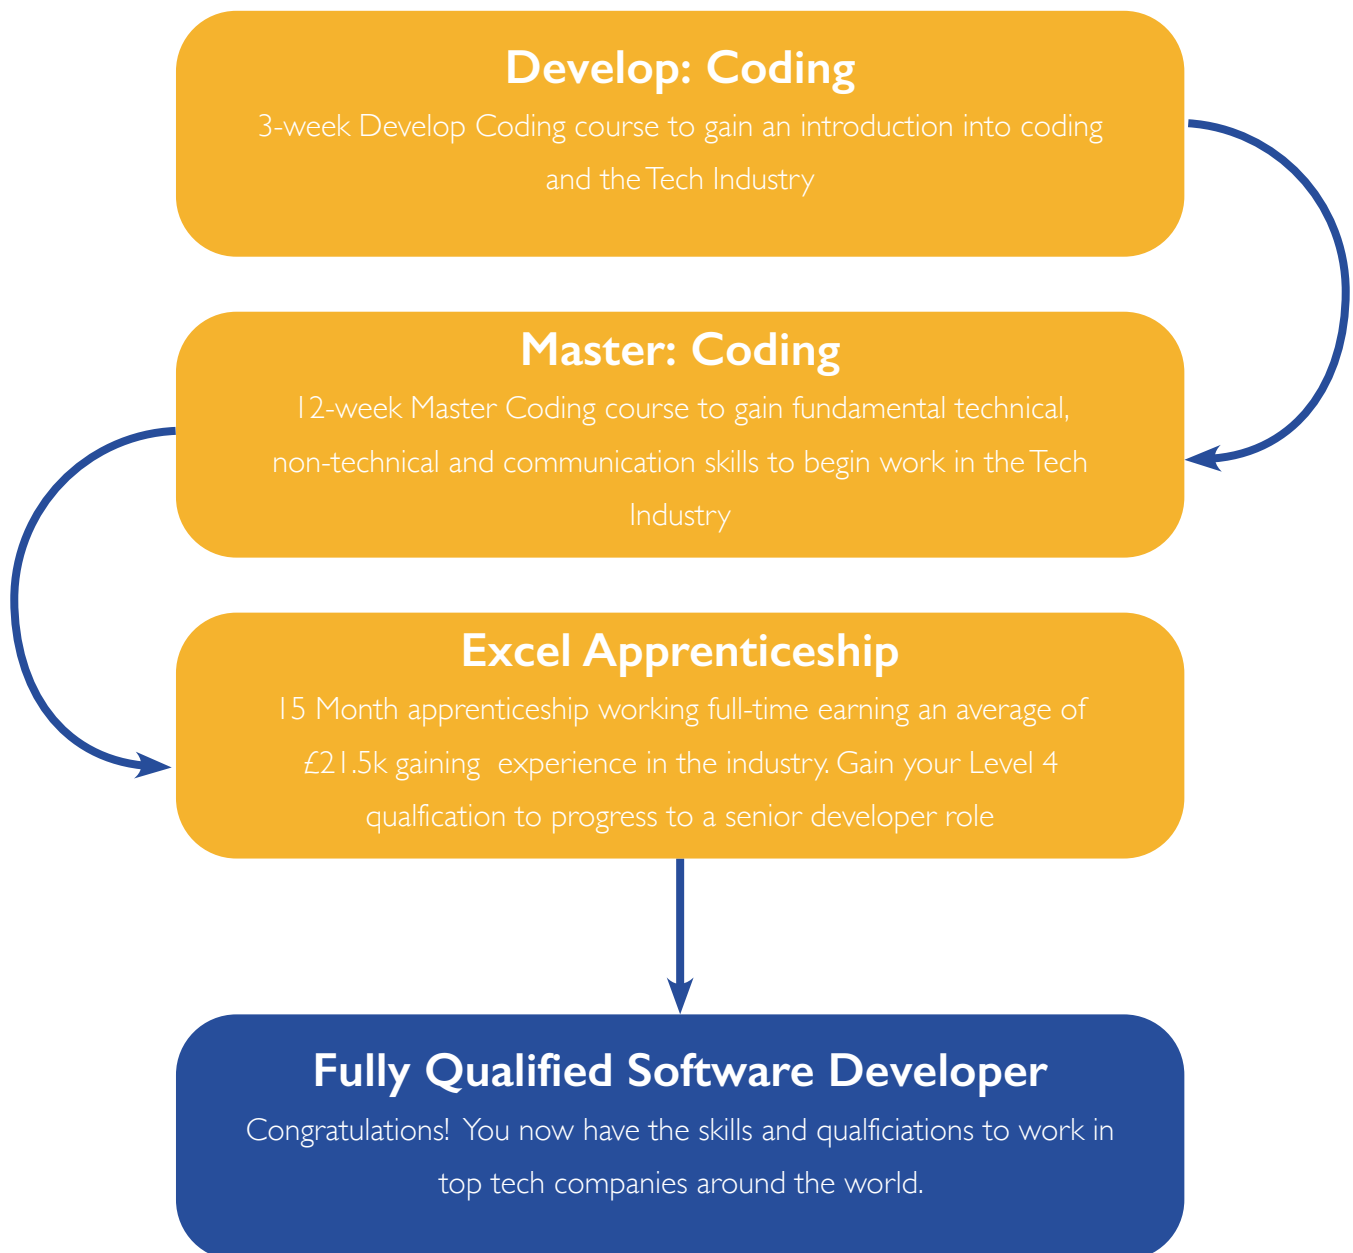 Develop: Coding
3-week Develop Coding course to gain an introduction into coding
and the Tech Industry
Master: Coding
12-week Master Coding course to gain fundamental technical,
non-technical and communication skills to begin work in the Tech
Industry
Excel Apprenticeship
15 Month apprenticeship working full-time earning an average of
£21.5k gaining  experience in the industry. Gain your Level 4
qualfication to progress to a senior developer role
Fully Qualified Software Developer
Congratulations!  You now have the skills and qualficiations to work in
top tech companies around the world.